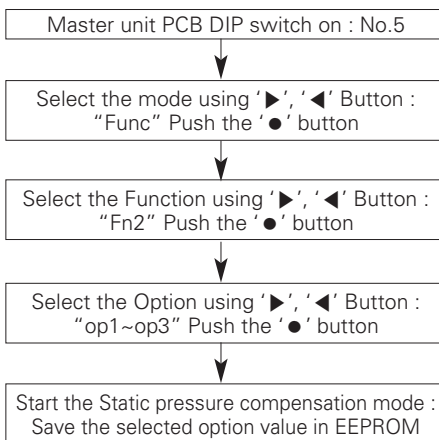 Master unit PCB DIP switch on : No.5
Select the mode using ‘▶’, ‘◀’ Button :
“Func” Push the ‘●’ button
Select the Function using ‘▶’, ‘◀’ Button :
“Fn2” Push the ‘●’ button
Select the Option using ‘▶’, ‘◀’ Button :
“op1~op3” Push the ‘●’ button
Start the Static pressure compensation mode :
Save the selected option value in EEPROM